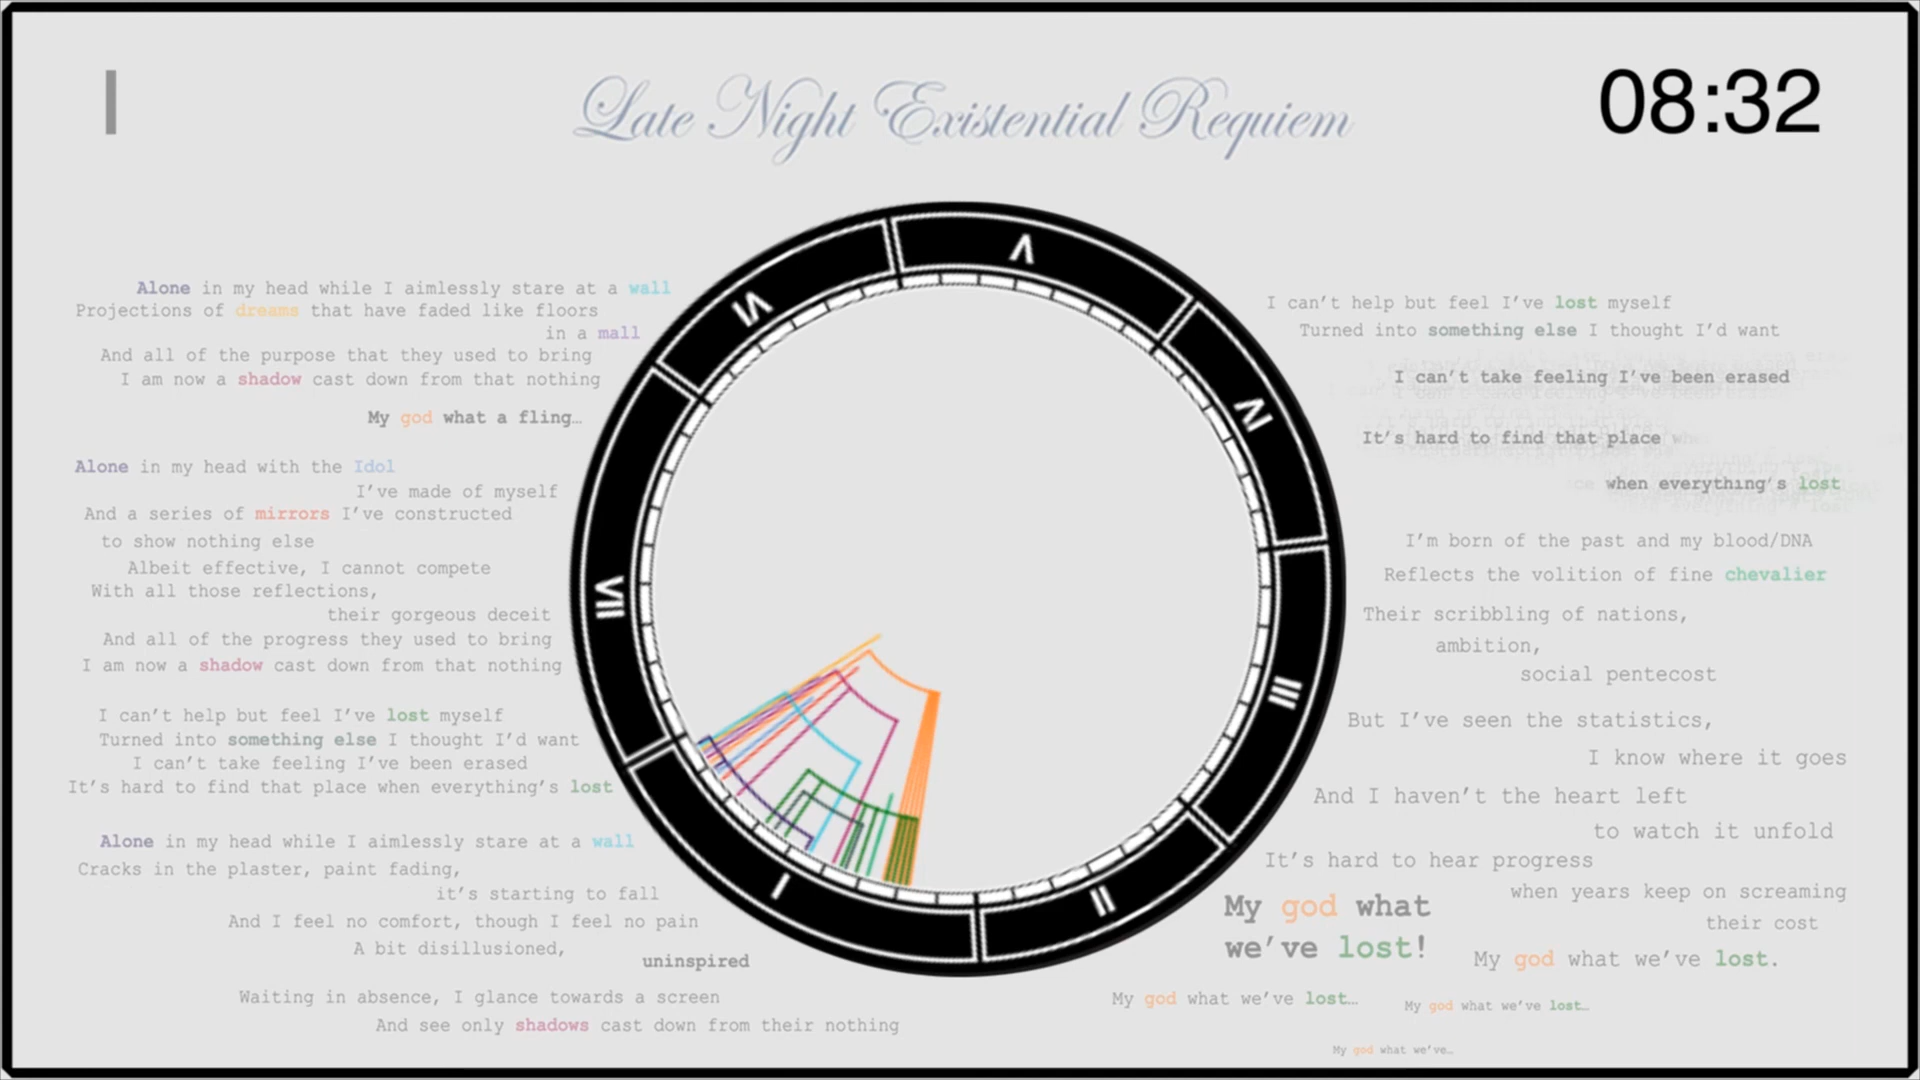 I
Late Night Existential Requiem
08:32
Alone in my head while I aimlessly stare at a wall
Projections of dreams that have faded like floors
in a mall
And all of the purpose that they used to bring
I am now a shadow cast down from that nothing
My god what a fling…
Alone in my head with the Idol
I’ve made of myself
And a series of mirrors I’ve constructed
to show nothing else
Albeit effective, I cannot compete
With all those reflections,
their gorgeous deceit
And all of the progress they used to bring
I am now a shadow cast down from that nothing
I can’t help but feel I’ve lost myself
Turned into something else I thought I’d want
I can’t take feeling I’ve been erased
It’s hard to find that place when everything’s lost
Alone in my head while I aimlessly stare at a wall
Cracks in the plaster, paint fading,
it’s starting to fall
And I feel no comfort, though I feel no pain
A bit disillusioned,
uninspired
Waiting in absence, I glance towards a screen
And see only shadows cast down from their nothing
VI
V
IV
III
II
I
VII
I can’t help but feel I’ve lost myself
Turned into something else I thought I’d want
I can’t take feeling I’ve been erased
It’s hard to find that place
when everything’s lost
I’m born of the past and my blood/DNA
Reflects the volition of fine chevalier
Their scribbling of nations,
ambition,
social pentecost
But I’ve seen the statistics,
I know where it goes
And I haven’t the heart left
to watch it unfold
It’s hard to hear progress
when years keep on screaming
their cost
My god what
we’ve lost!
My god what we’ve lost.
My god what we’ve lost…
My god what we’ve lost…
My god what we’ve…